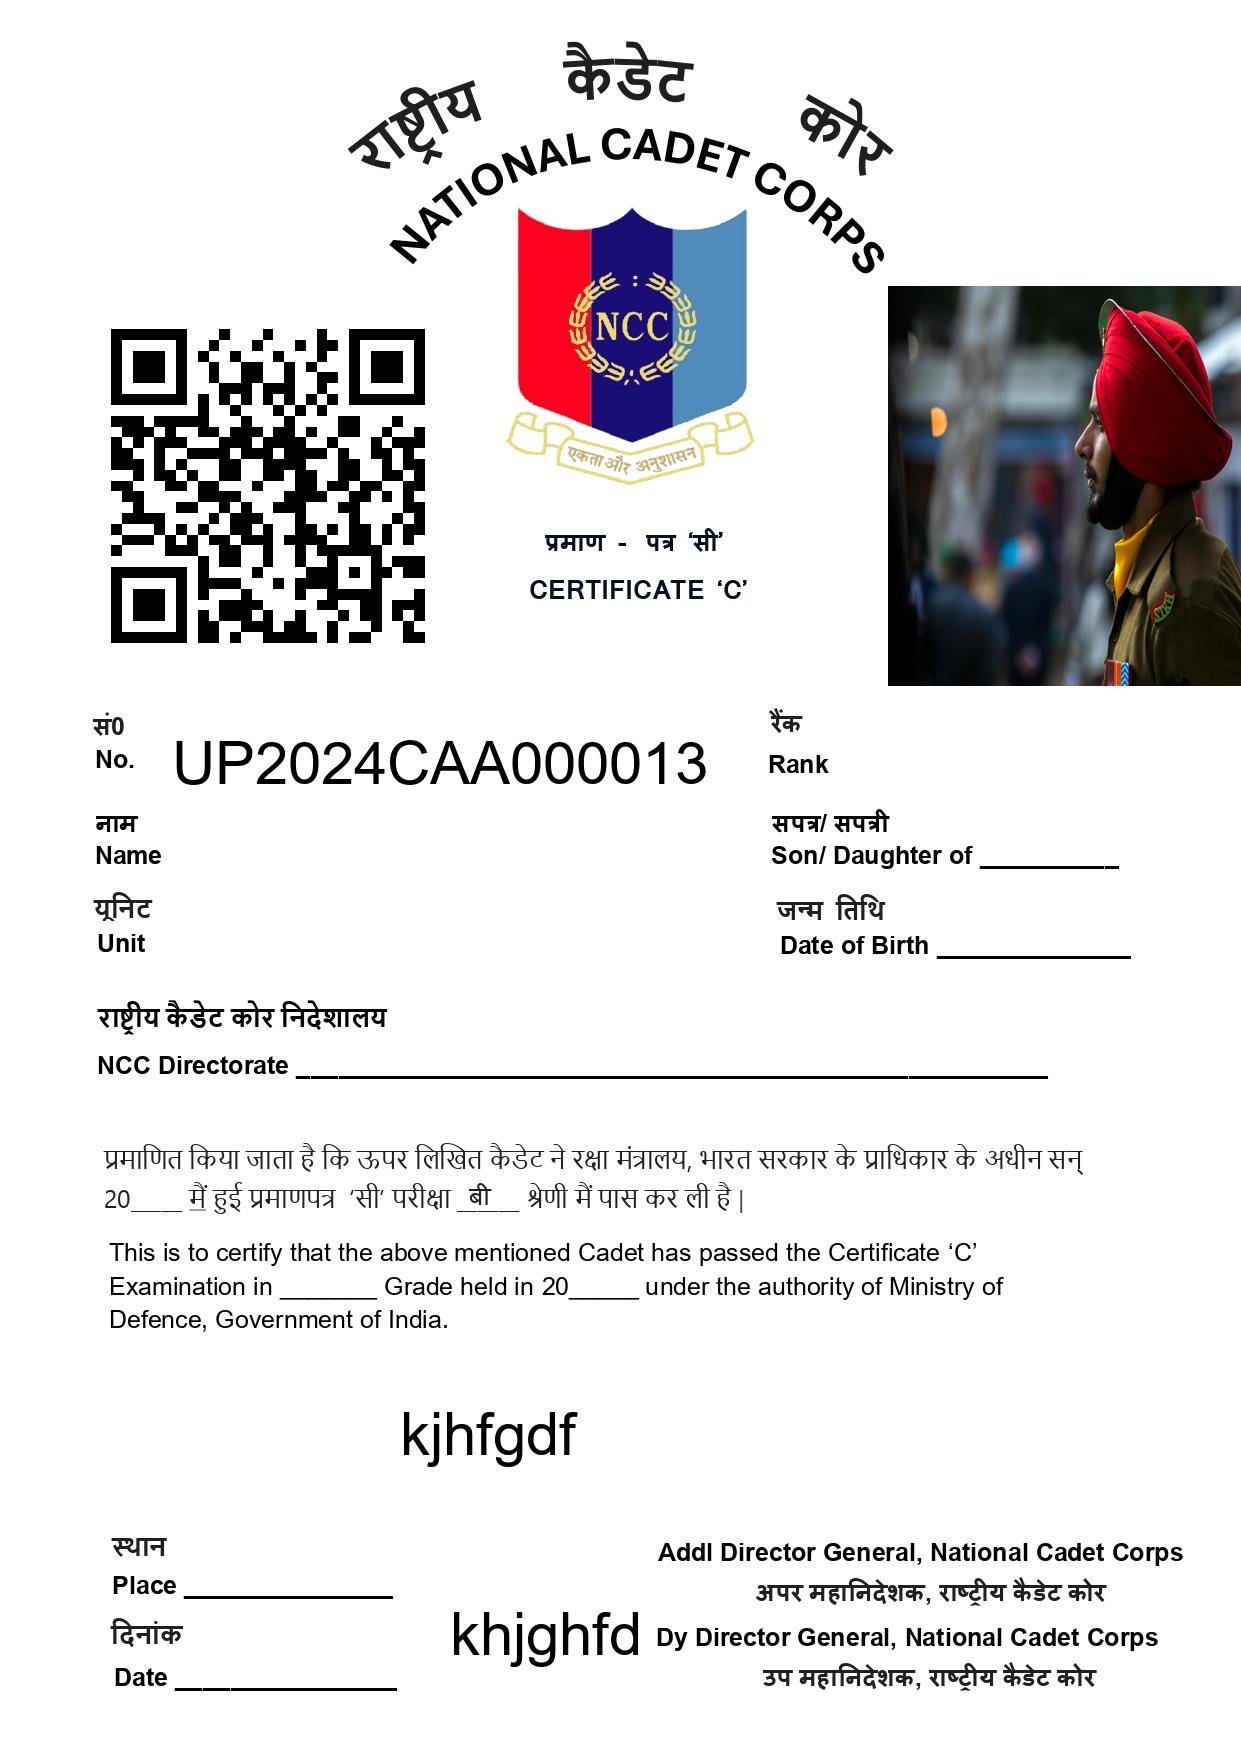 राष्ट्रीय कैडेट कोर
NATIONAL CADET CORPS
NCC
एकता और अनुशासन
प्रमाण - पत्र ‘सी’
CERTIFICATE ‘C’
SIKH
सं0
No. UP2024CAA000013
रैंक
Rank
नाम
Name
सपत्र/ सपत्री
Son/ Daughter of __________
यूनिट
Unit
जन्म तिथि
Date of Birth ______________
राष्ट्रीय कैडेट कोर निदेशालय
NCC Directorate ______________________________________________________
प्रमाणित किया जाता है कि ऊपर लिखित कैडेट ने रक्षा मंत्रालय, भारत सरकार के प्राधिकार के अधीन सन्
20____ मैं हुई प्रमाणपत्र ‘सी’ परीक्षा _बी__ श्रेणी मैं पास कर ली है |
This is to certify that the above mentioned Cadet has passed the Certificate ‘C’
Examination in _______ Grade held in 20_____ under the authority of Ministry of
Defence, Government of India.
kjhfgdf
स्थान
Place _______________
Addl Director General, National Cadet Corps
अपर महानिदेशक, राष्ट्रीय कैडेट कोर
दिनांक
Date ________________
khjghfd
Dy Director General, National Cadet Corps
उप महानिदेशक, राष्ट्रीय कैडेट कोर